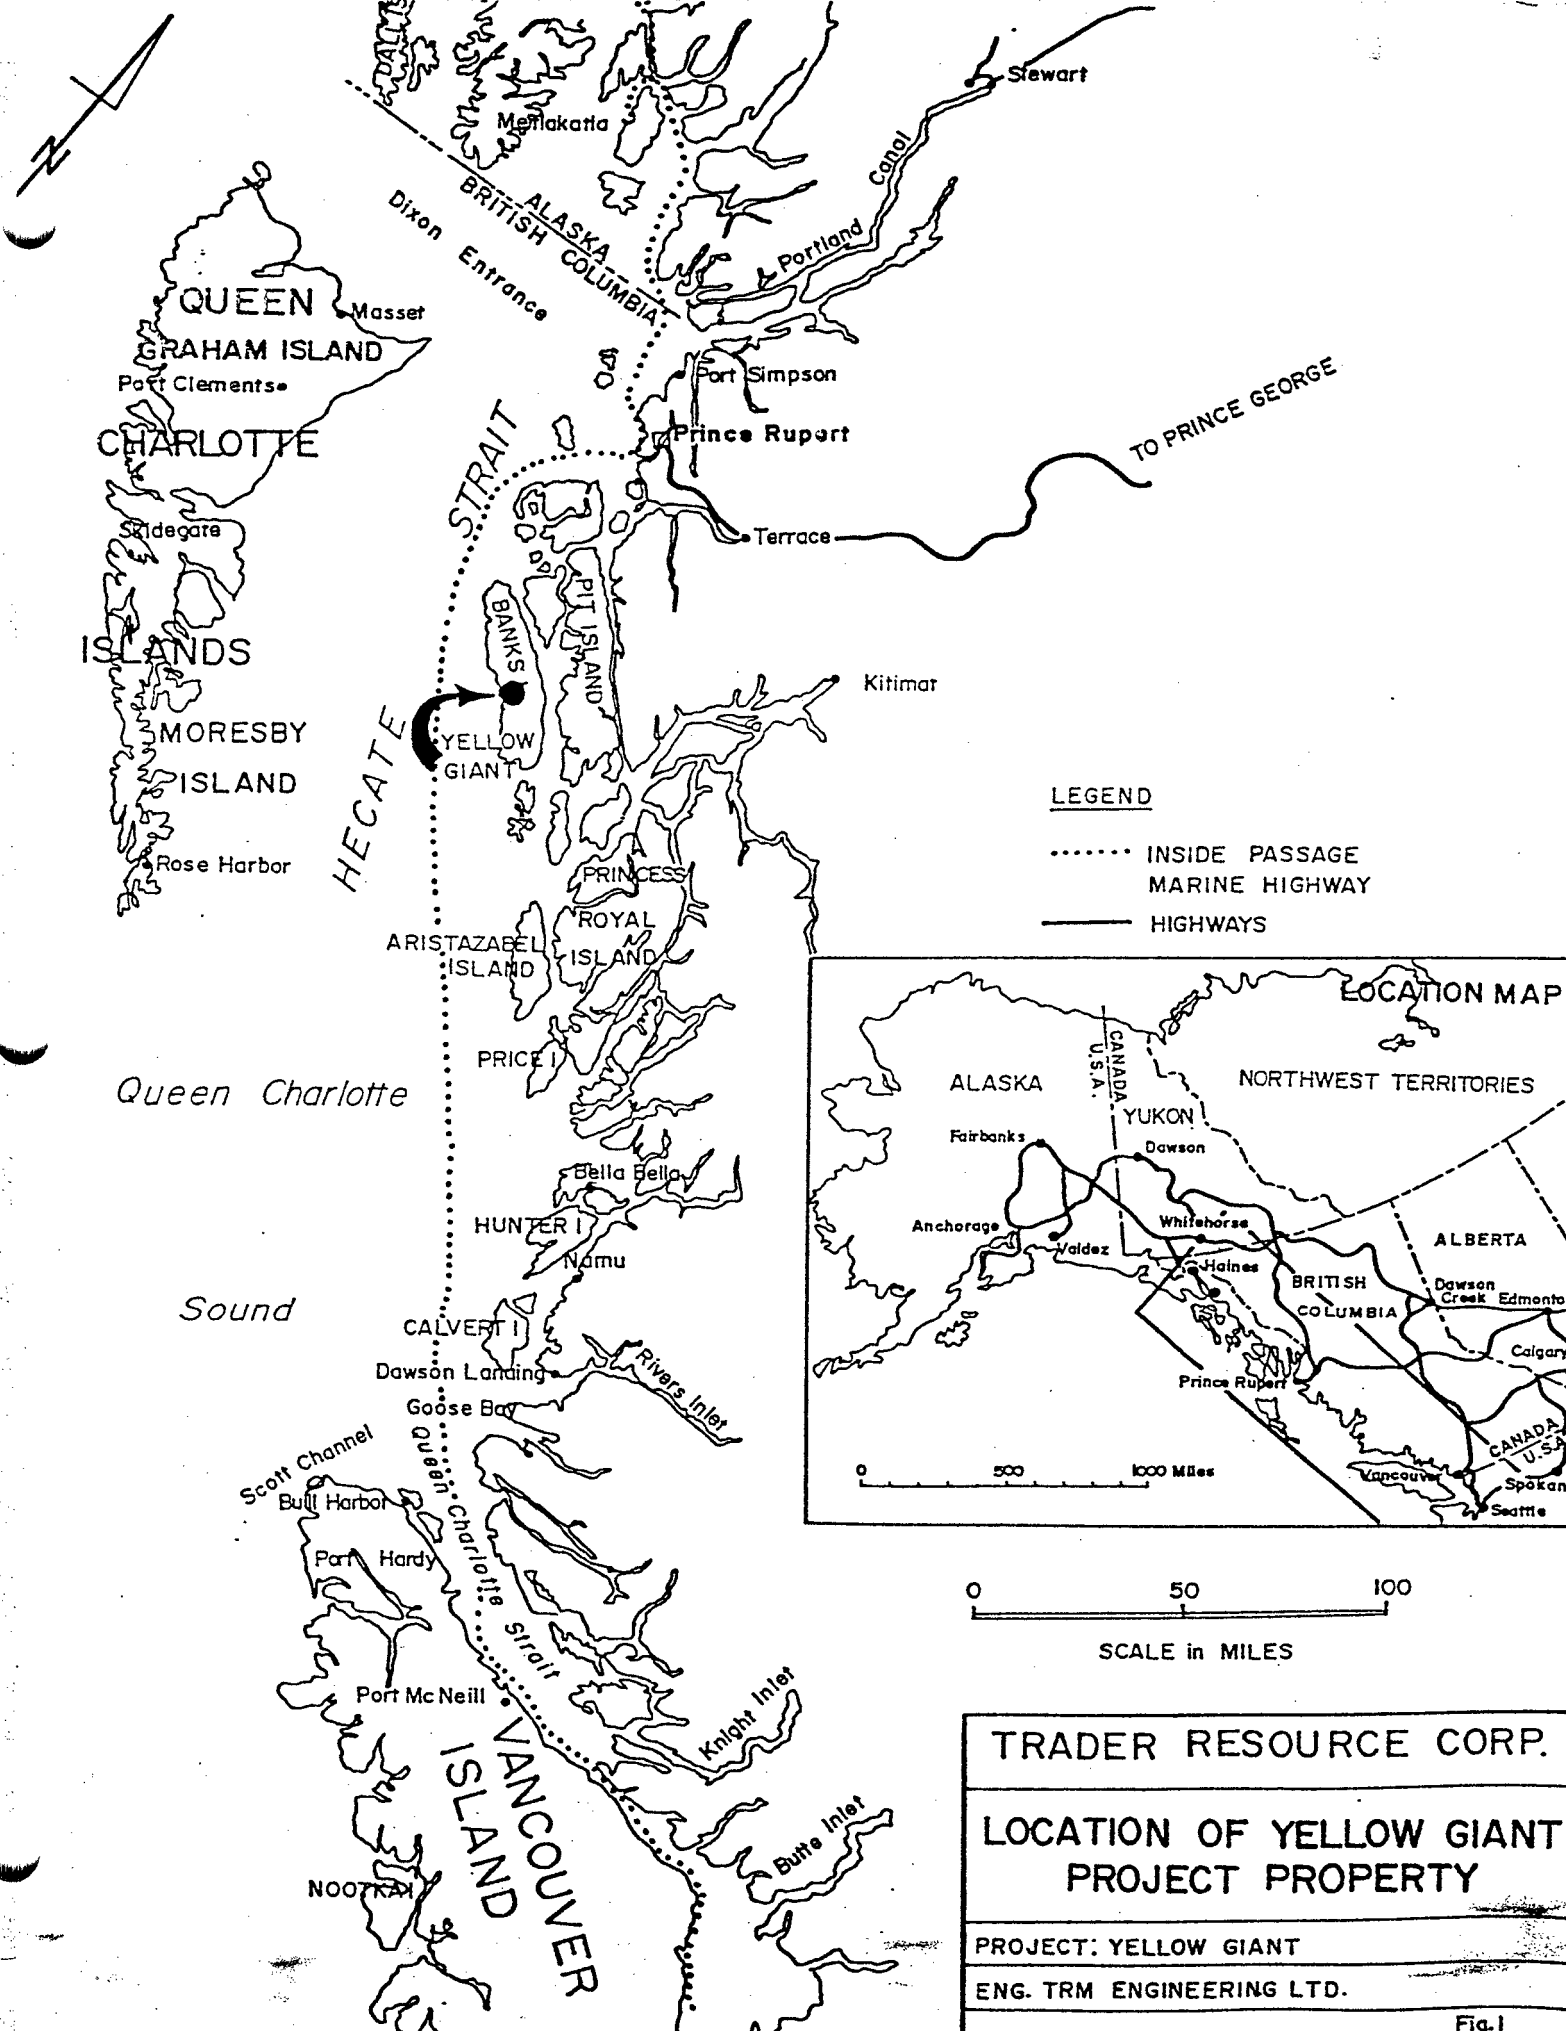 DALL IS
Stewart
Metlakatla
Canal
ALASKA
BRITISH COLUMBIA
Dixon Entrance
Portland
N
QUEEN
Masset
GRAHAM ISLAND
Port Clements
Port Simpson
TO PRINCE GEORGE
CHARLOTTE
Prince Rupert
STRAIT
Skidegate
Terrace
BANKS
PIT ISLAND
ISLANDS
Kitimat
MORESBY
ISLAND
HECATE
YELLOW
GIANT
LEGEND
INSIDE PASSAGE
MARINE HIGHWAY
HIGHWAYS
Rose Harbor
PRINCESS
ROYAL
ISLAND
ARISTAZABEL
ISLAND
LOCATION MAP
CANADA
U.S.A.
ALASKA
NORTHWEST TERRITORIES
YUKON
Fairbanks
Dawson
Anchorage
Valdez
Whitehorse
Haines
ALBERTA
BRITISH
COLUMBIA
Dawson
Creek
Edmonto
Calgary
Prince Rupert
CANADA
U.S.A
Vancouver
Spokan
Seattle
0 500 1000 Miles
PRICE I
Queen Charlotte
Bella Bella
HUNTER I
Namu
Sound
CALVERT I
Dawson Landing
Rivers Inlet
Goose Bay
Scott Channel
Queen Charlotte Strait
Bull Harbor
Port Hardy
0 50 100
SCALE in MILES
Port McNeill
Knight Inlet
VANCOUVER
ISLAND
Butte Inlet
NOOTKA I
TRADER RESOURCE CORP.
LOCATION OF YELLOW GIANT
PROJECT PROPERTY
PROJECT: YELLOW GIANT
ENG. TRM ENGINEERING LTD.
Fig.1